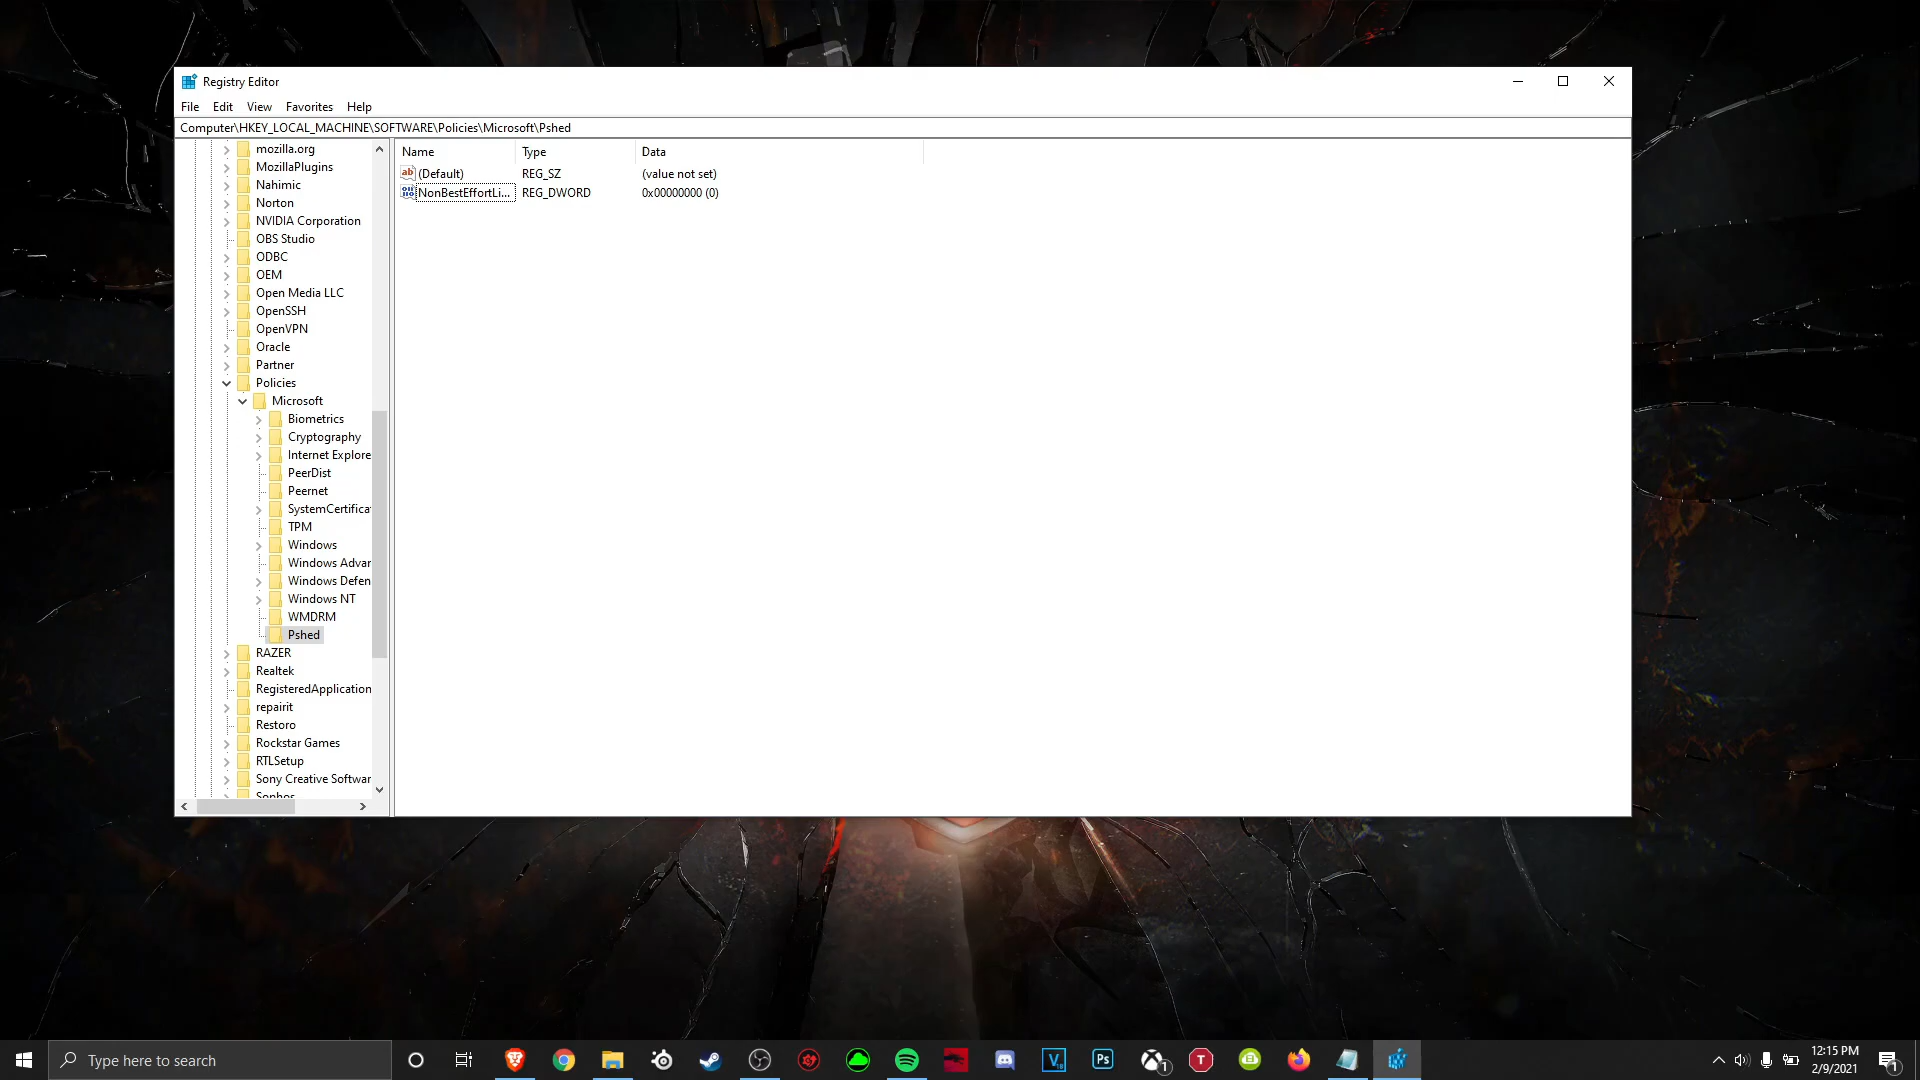 Registry Editor
File Edit View Favorites Help
Computer\HKEY_LOCAL_MACHINE\SOFTWARE\Policies\Microsoft\Pshed
mozilla.org
MozillaPlugins
Nahimic
Norton
NVIDIA Corporation
OBS Studio
ODBC
OEM
Open Media LLC
OpenSSH
OpenVPN
Oracle
Partner
Policies
Microsoft
Biometrics
Cryptography
Internet Explore
PeerDist
Peernet
SystemCertifica
TPM
Windows
Windows Advar
Windows Defen
Windows NT
WMDRM
Pshed
RAZER
Realtek
RegisteredApplication
repairit
Restoro
Rockstar Games
RTLSetup
Sony Creative Softwar
Sophos
Name Type Data
(Default) REG_SZ (value not set)
NonBestEffortLi... REG_DWORD 0x00000000 (0)
Type here to search
12:15 PM
2/9/2021